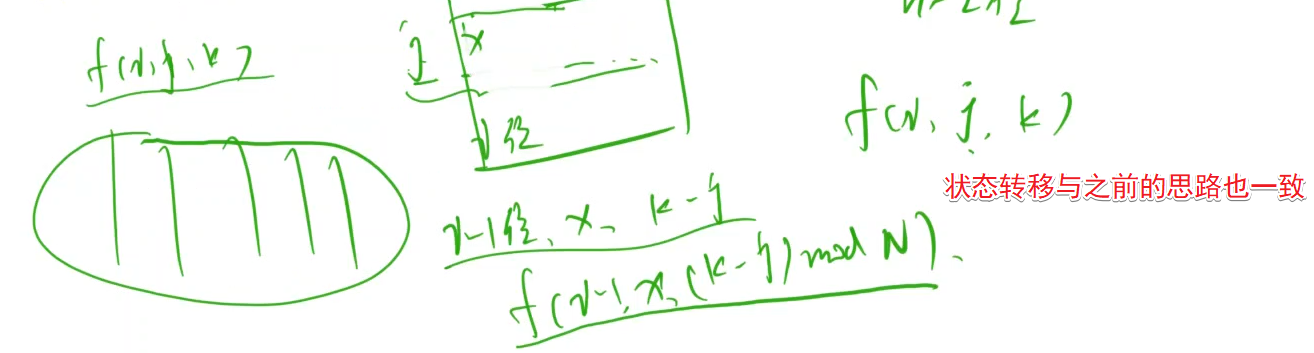 f(i, j, k)
j
x
i位
f(i, j, k)
状态转移与之前的思路也一致
i-1位、x、k-j
f(i-1, x, (k-j) mod N).